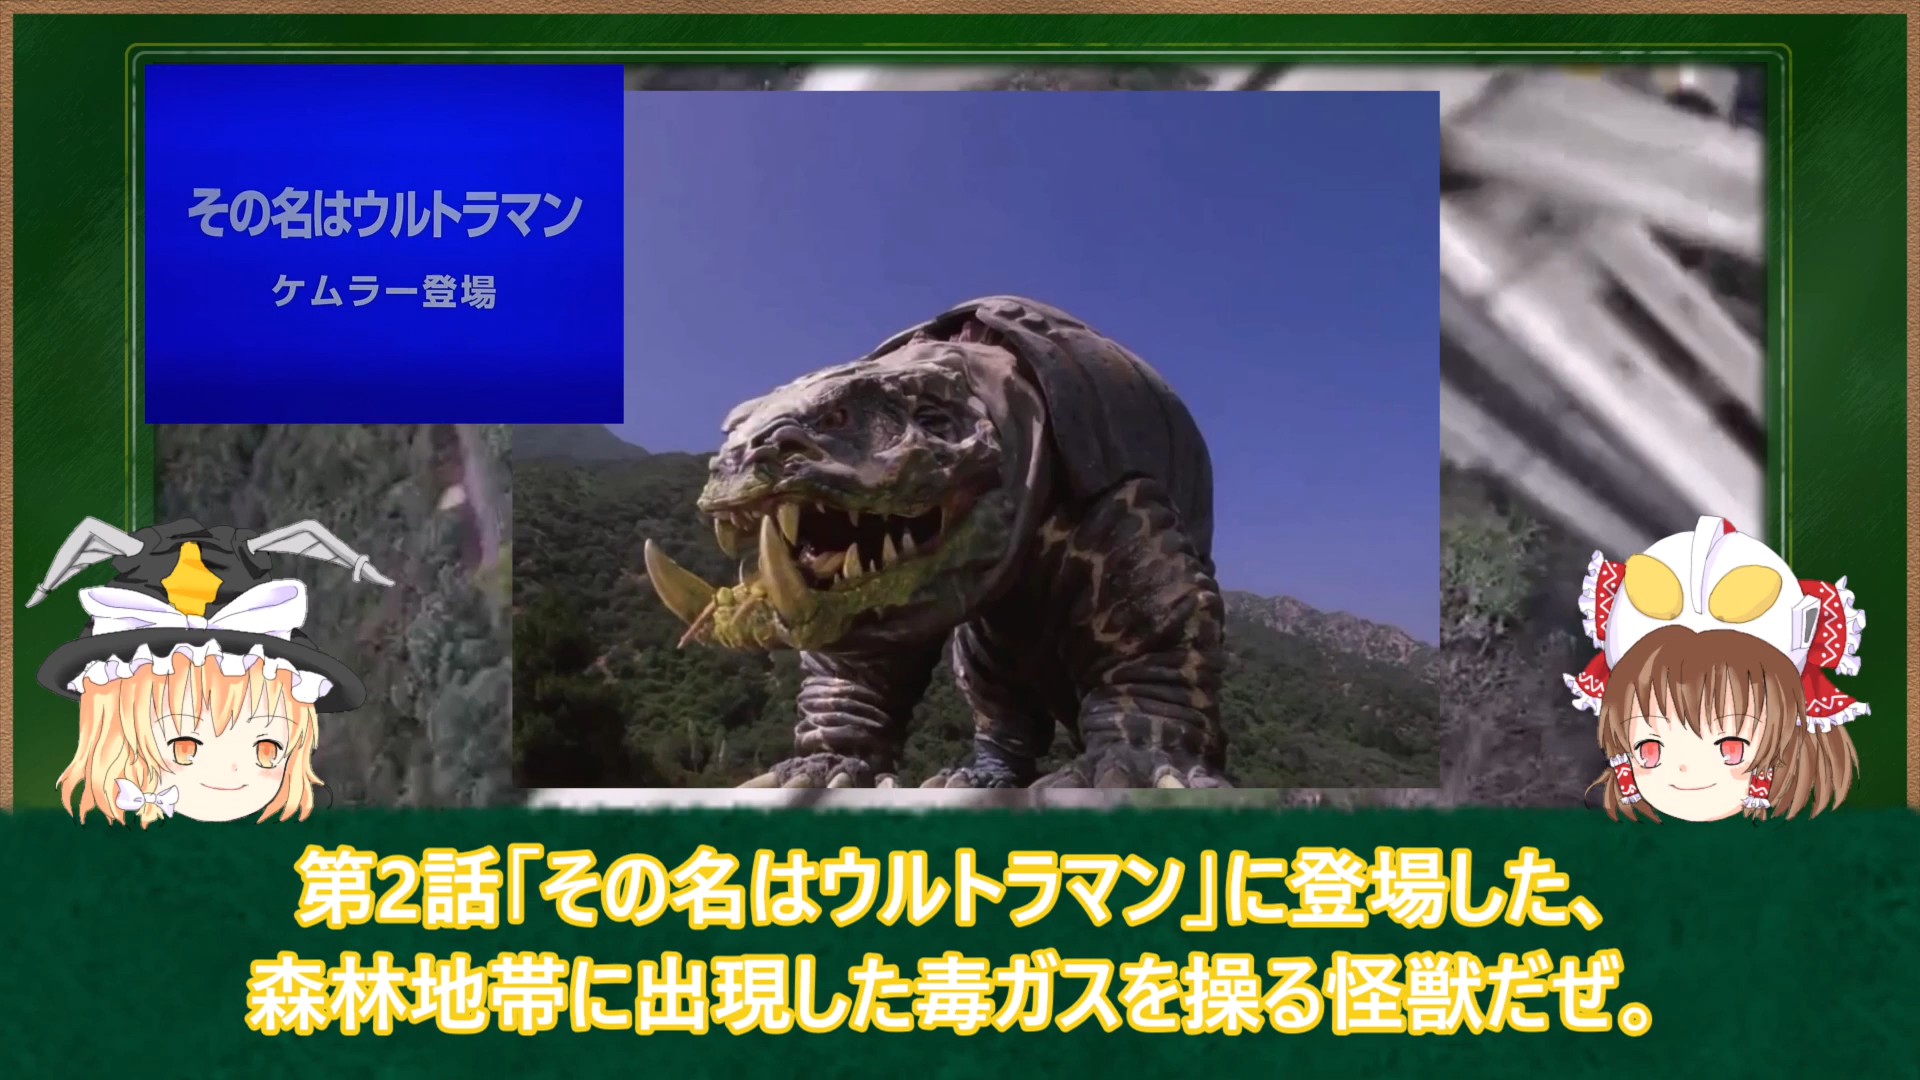 その名はウルトラマン
ケムラー登場
第2話「その名はウルトラマン」に登場した、
森林地帯に出現した毒ガスを操る怪獣だぜ。